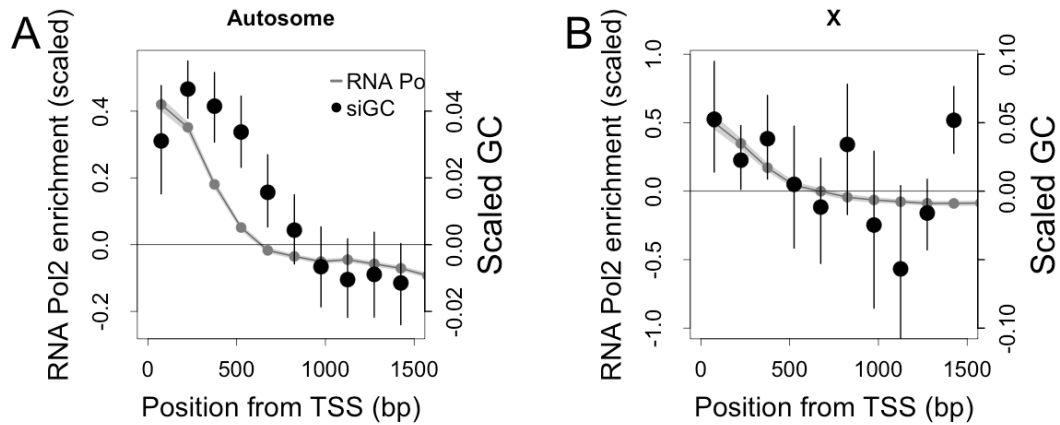 A
Autosome
RNA Pol2 enrichment (scaled)
0.4
0.2
0.0
-0.2
RNA Po
siGC
0.04
0.02
0.00
-0.02
Scaled GC
0 500 1000 1500
Position from TSS (bp)
B
X
RNA Pol2 enrichment (scaled)
1.0
0.5
0.0
-0.5
-1.0
0.10
0.05
0.00
-0.10
Scaled GC
0 500 1000 1500
Position from TSS (bp)